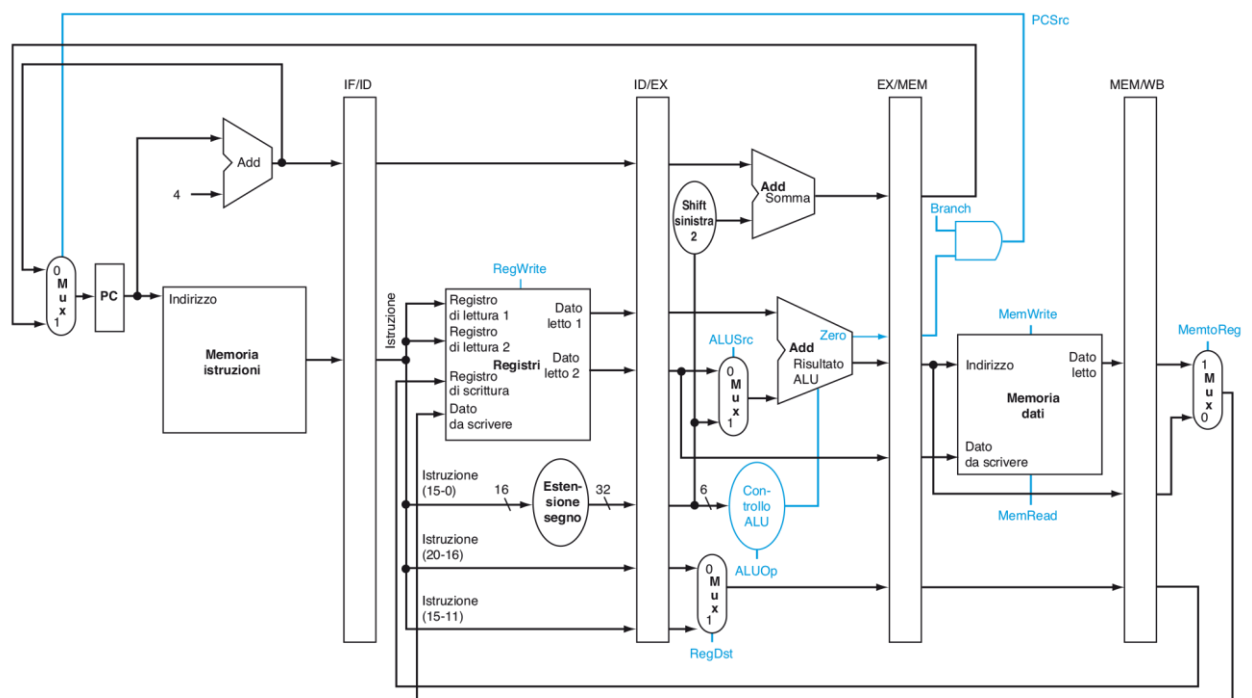 PCSrc
IF/ID
ID/EX
EX/MEM
MEM/WB
Add
4
Add
Somma
Shift
sinistra
2
Branch
0
Mux
1
PC
Indirizzo
Memoria
istruzioni
Istruzione
RegWrite
Registro
di lettura 1
Registro
di lettura 2
Registri
Registro
di scrittura
Dato
da scrivere
Dato
letto 1
Dato
letto 2
ALUSrc
0
Mux
1
Add
Zero
Risultato
ALU
MemWrite
Indirizzo
Dato
letto
Memoria
dati
Dato
da scrivere
MemRead
MemtoReg
1
Mux
0
Istruzione
(15-0)
16
Esten-
sione
segno
32
6
Con-
trollo
ALU
ALUOp
Istruzione
(20-16)
Istruzione
(15-11)
0
Mux
1
RegDst